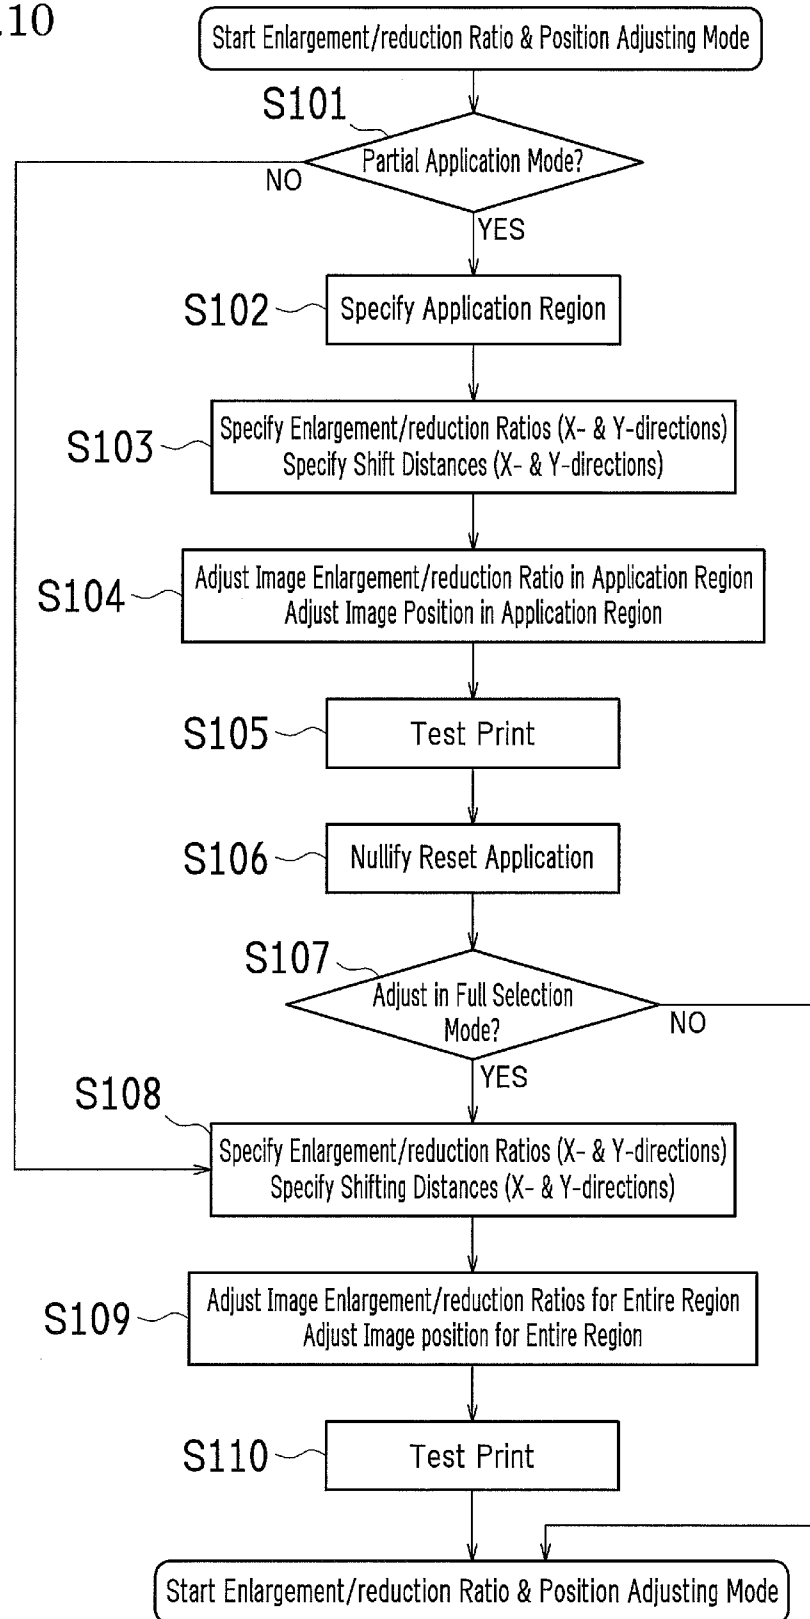 .10
Start Enlargement/reduction Ratio & Position Adjusting Mode
S101
Partial Application Mode?
NO
YES
S102
Specify Application Region
S103
Specify Enlargement/reduction Ratios (X- & Y-directions)
Specify Shift Distances (X- & Y-directions)
S104
Adjust Image Enlargement/reduction Ratio in Application Region
Adjust Image Position in Application Region
S105
Test Print
S106
Nullify Reset Application
S107
Adjust in Full Selection
Mode?
NO
YES
S108
Specify Enlargement/reduction Ratios (X- & Y-directions)
Specify Shifting Distances (X- & Y-directions)
S109
Adjust Image Enlargement/reduction Ratios for Entire Region
Adjust Image position for Entire Region
S110
Test Print
Start Enlargement/reduction Ratio & Position Adjusting Mode